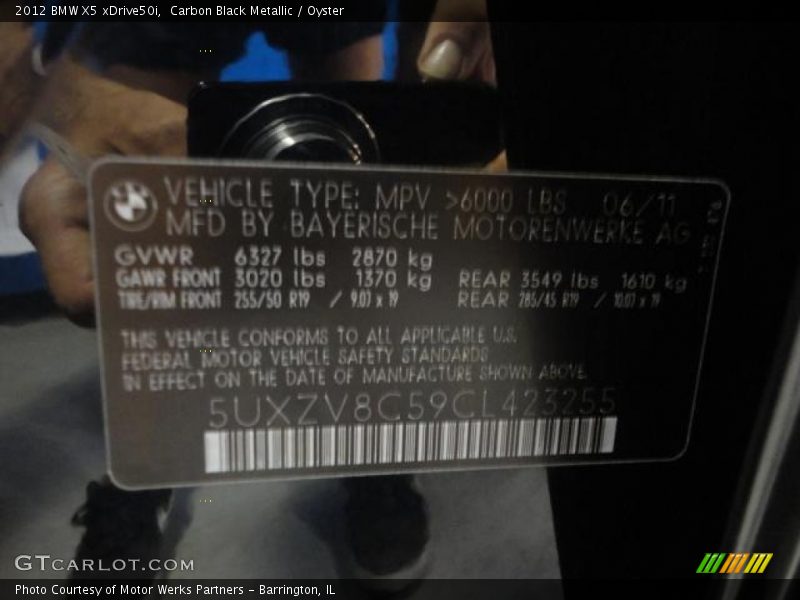 2012 BMW X5 xDrive50i,  Carbon Black Metallic / Oyster
VEHICLE TYPE: MPV >6000 LBS 06/11
MFD BY BAYERISCHE MOTORENWERKE AG
GVWR 6327 lbs 2870 kg
GAWR FRONT 3020 lbs 1370 kg REAR 3549 lbs 1610 kg
TIRE/RIM FRONT 255/50 R19 / 9.0J x 19 REAR 285/45 R19 / 10.0J x 19
THIS VEHICLE CONFORMS TO ALL APPLICABLE U.S.
FEDERAL MOTOR VEHICLE SAFETY STANDARDS
IN EFFECT ON THE DATE OF MANUFACTURE SHOWN ABOVE.
5UXZV8C59CL423255
GTCARLOT.COM
Photo Courtesy of Motor Werks Partners - Barrington, IL